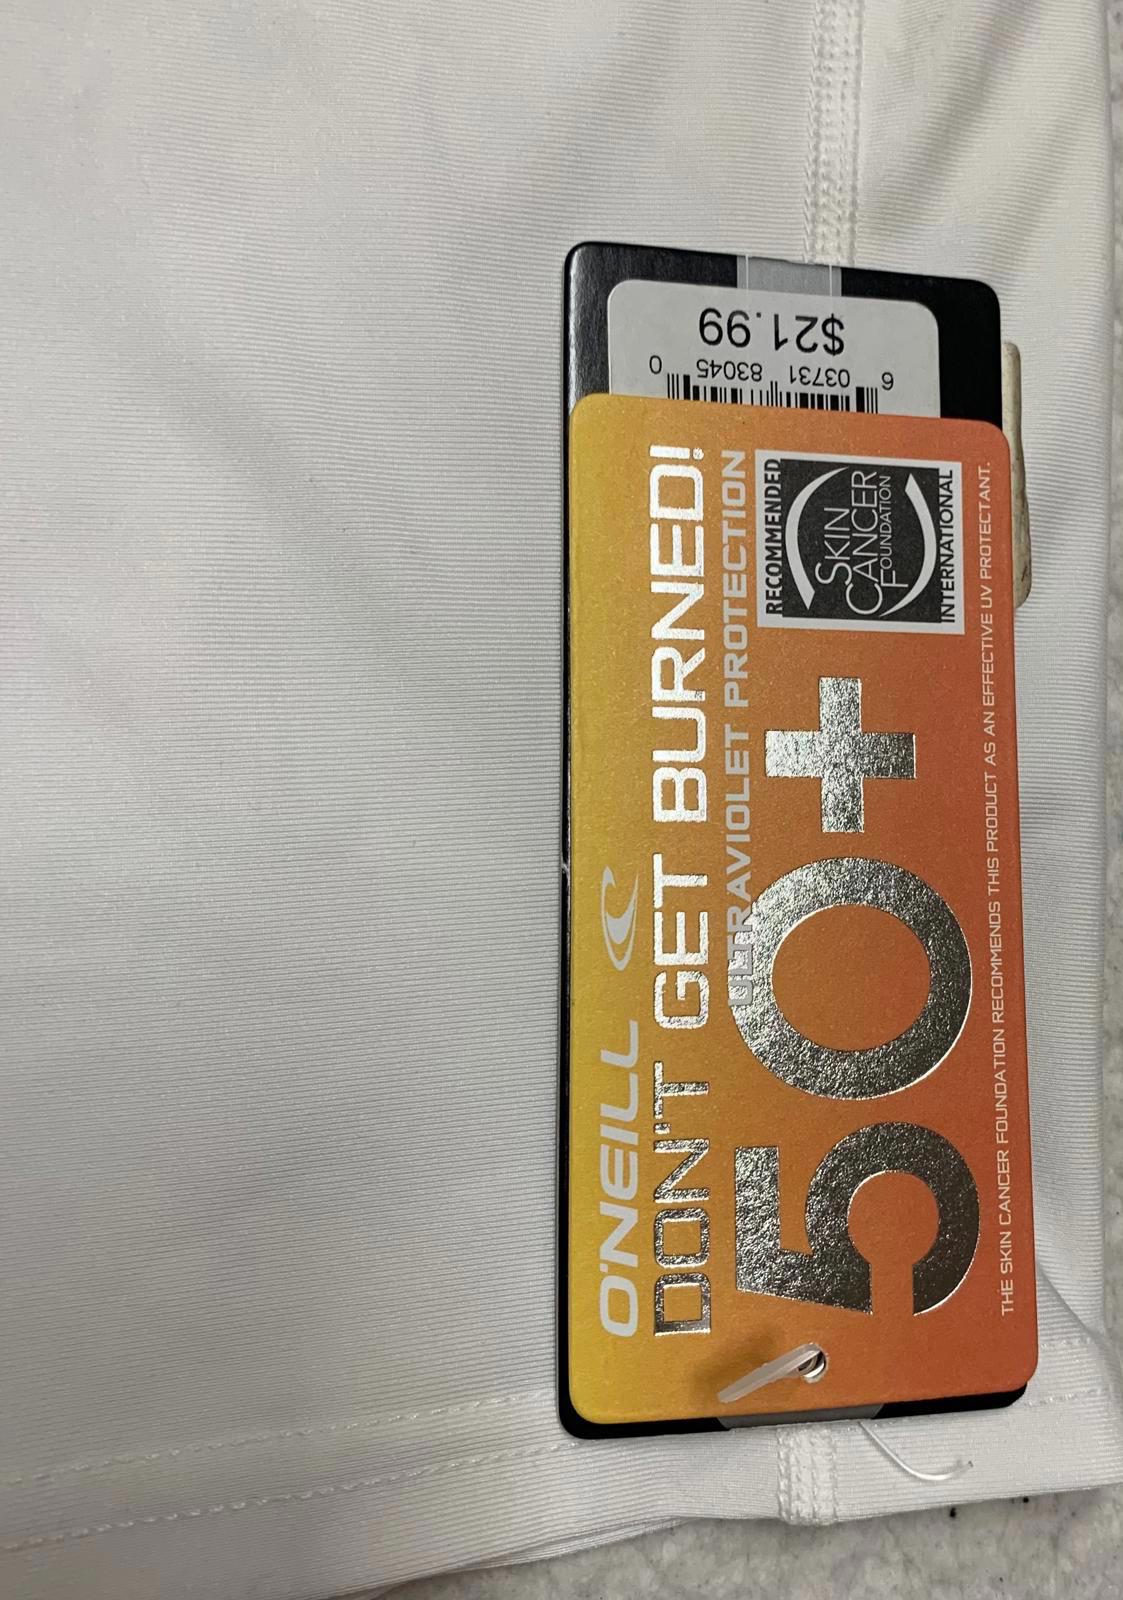 O'NEILL
DON'T GET BURNED!
ULTRAVIOLET PROTECTION
50+
RECOMMENDED
SKIN
CANCER
FOUNDATION
INTERNATIONAL
THE SKIN CANCER FOUNDATION RECOMMENDS THIS PRODUCT AS AN EFFECTIVE UV PROTECTANT.
6 03731 83045 0
$21.99